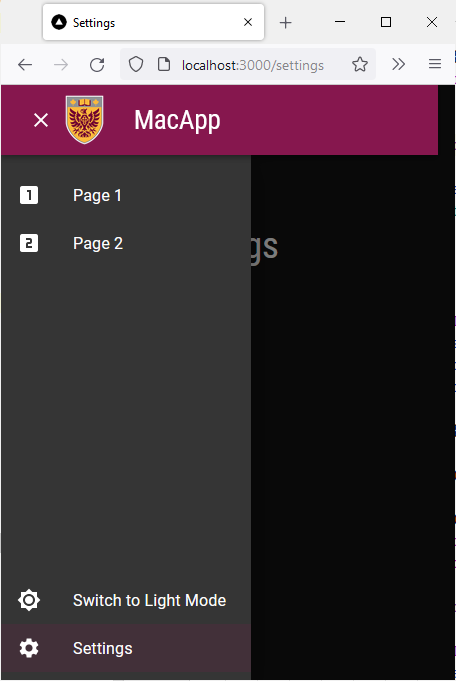 Settings
localhost:3000/settings
MacApp
1 Page 1
gs
2 Page 2
Switch to Light Mode
Settings